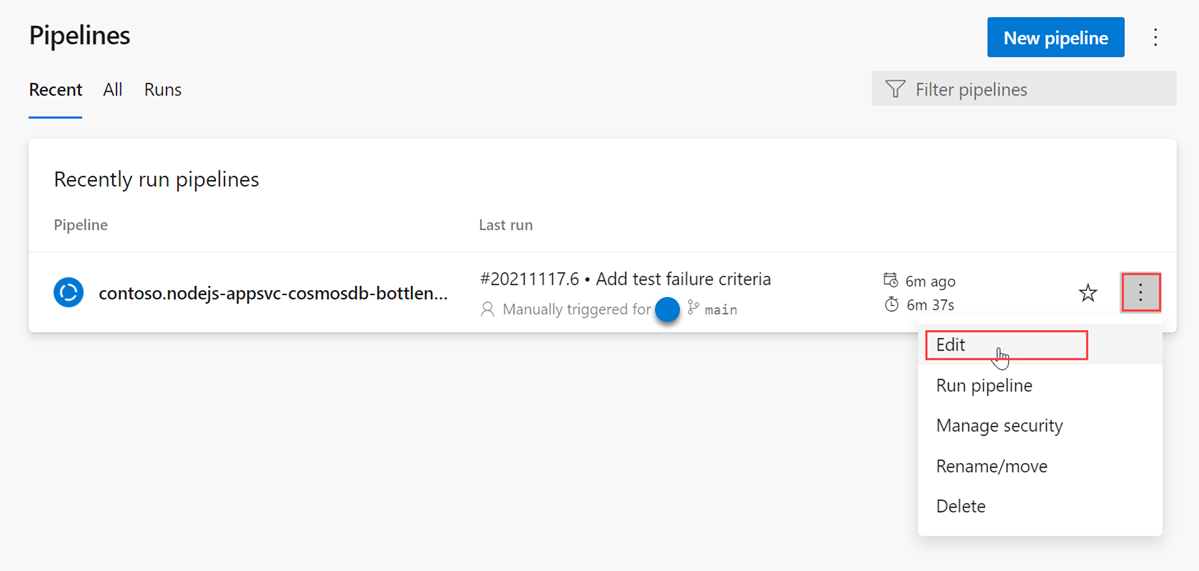 Pipelines
New pipeline
Recent All Runs
Filter pipelines
Recently run pipelines
Pipeline Last run
#20211117.6 • Add test failure criteria
6m ago
contoso.nodejs-appsvc-cosmosdb-bottlen...
Manually triggered for main
6m 37s
Edit
Run pipeline
Manage security
Rename/move
Delete